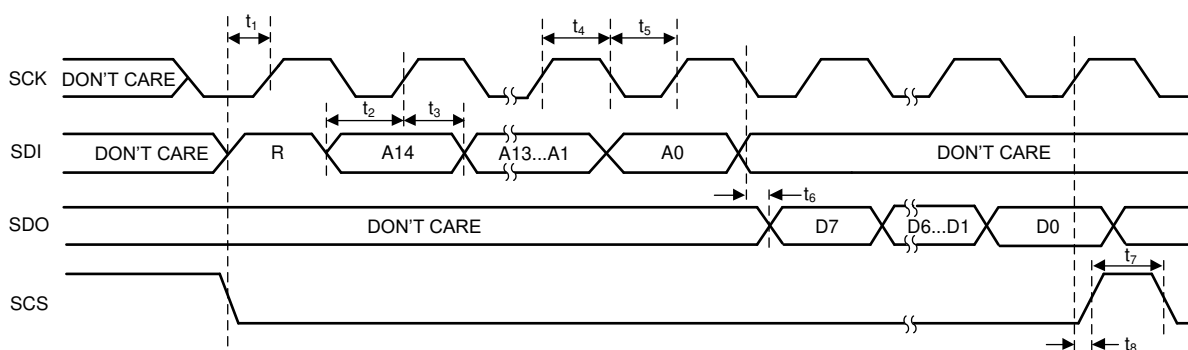 t1
t4
t5
SCK
DON'T CARE
t2
t3
SDI
DON'T CARE
R
A14
A13...A1
A0
DON'T CARE
t6
SDO
DON'T CARE
D7
D6...D1
D0
t7
SCS
t8